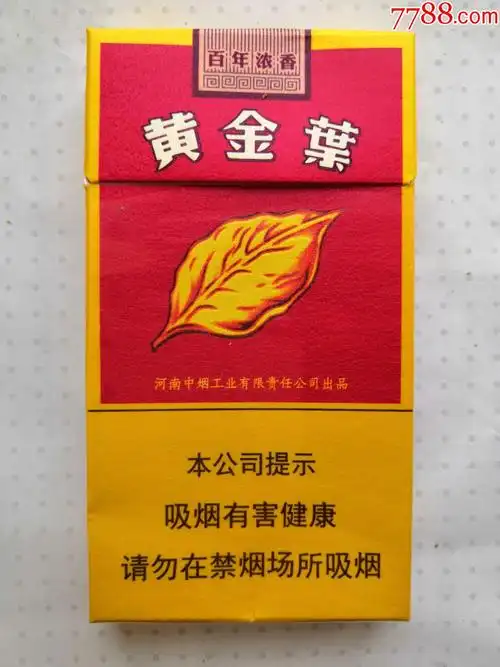 7788.com
百年浓香
黄金葉
河南中烟工业有限责任公司出品
本公司提示
吸烟有害健康
请勿在禁烟场所吸烟